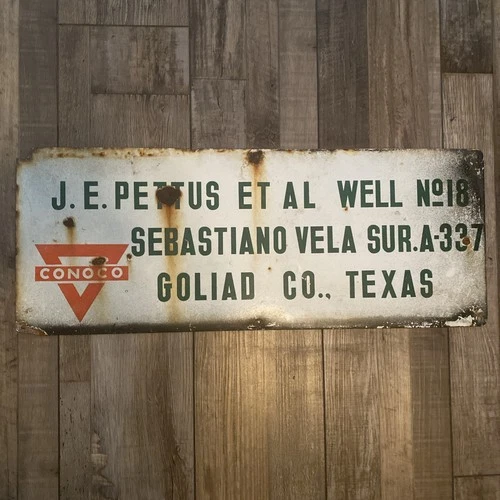 J.E. PETTUS ET AL WELL Nº18
SEBASTIANO VELA SUR.A-337
CONOCO
GOLIAD CO., TEXAS